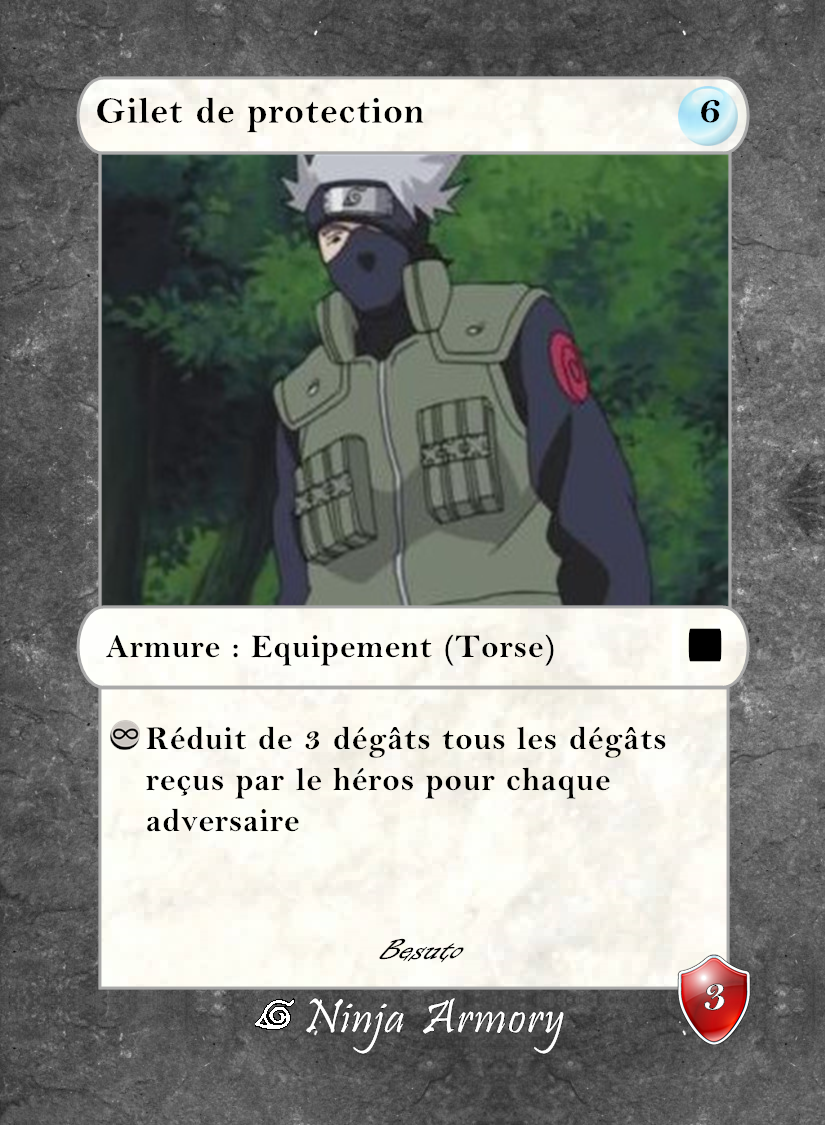 Gilet de protection
6
Armure : Equipement (Torse)
Réduit de 3 dégâts tous les dégâts
reçus par le héros pour chaque
adversaire
Besuto
3
Ninja Armory